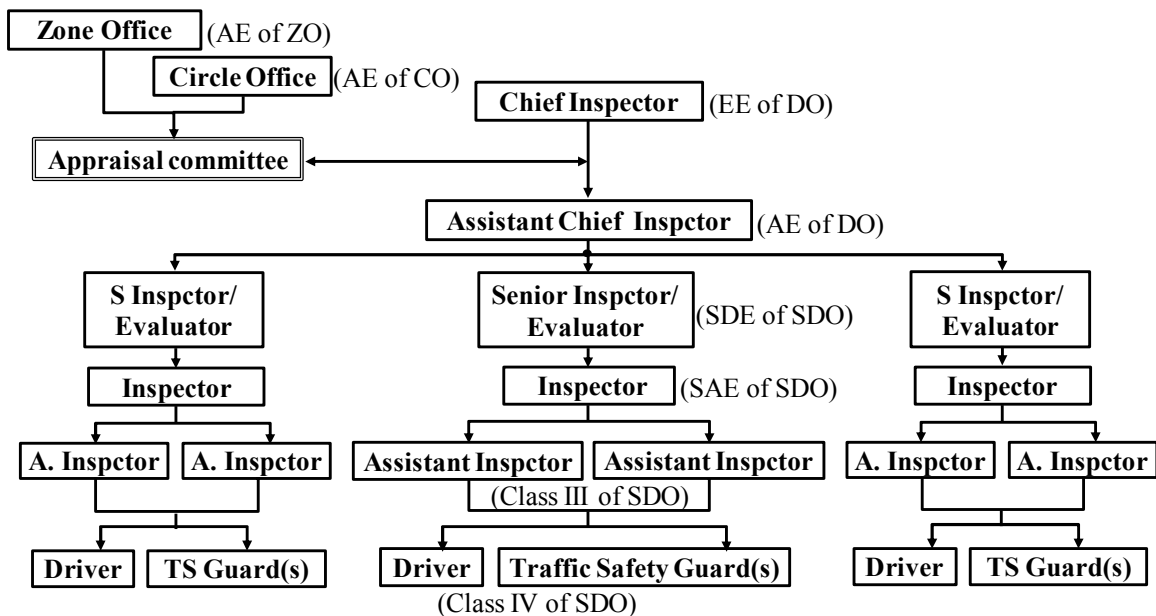 Zone Office (AE of ZO)
Circle Office (AE of CO)
Chief Inspector (EE of DO)
Appraisal committee
Assistant Chief Inspctor (AE of DO)
S Inspctor/ Evaluator
Senior Inspctor/ Evaluator (SDE of SDO)
S Inspctor/ Evaluator
Inspector
Inspector (SAE of SDO)
Inspector
A. Inspctor A. Inspctor
Assistant Inspctor Assistant Inspctor
A. Inspctor A. Inspctor
(Class III of SDO)
Driver TS Guard(s)
Driver Traffic Safety Guard(s)
Driver TS Guard(s)
(Class IV of SDO)